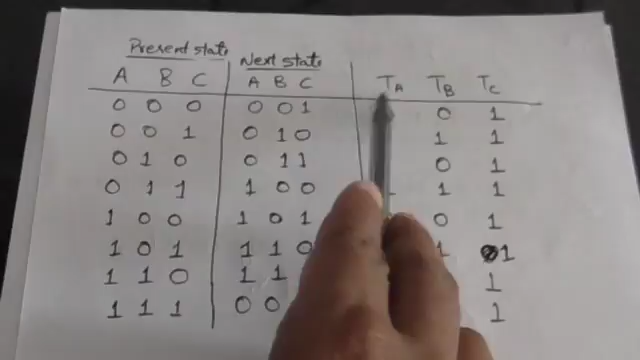 Present state Next state
A B C A B C TA TB TC
0 0 0 0 0 1 0 1
0 0 1 0 1 0 1 1
0 1 0 0 1 1 0 1
0 1 1 1 0 0 1 1
1 0 0 1 0 1 0 1
1 0 1 1 1 0 1 1
1 1 0 1 1 1
1 1 1 0 0 1